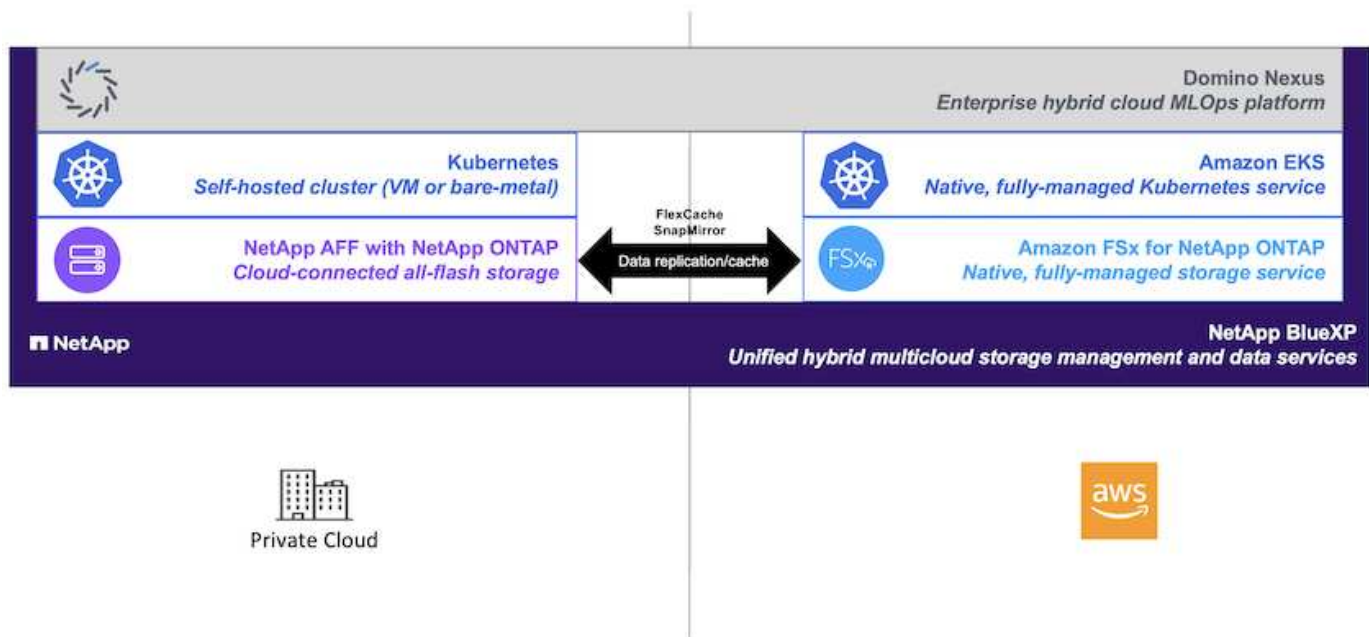 Domino Nexus
Enterprise hybrid cloud MLOps platform
Kubernetes
Self-hosted cluster (VM or bare-metal)
Amazon EKS
Native, fully-managed Kubernetes service
FlexCache
SnapMirror
Data replication/cache
NetApp AFF with NetApp ONTAP
Cloud-connected all-flash storage
FSx
Amazon FSx for NetApp ONTAP
Native, fully-managed storage service
NetApp
NetApp BlueXP
Unified hybrid multicloud storage management and data services
Private Cloud
aws